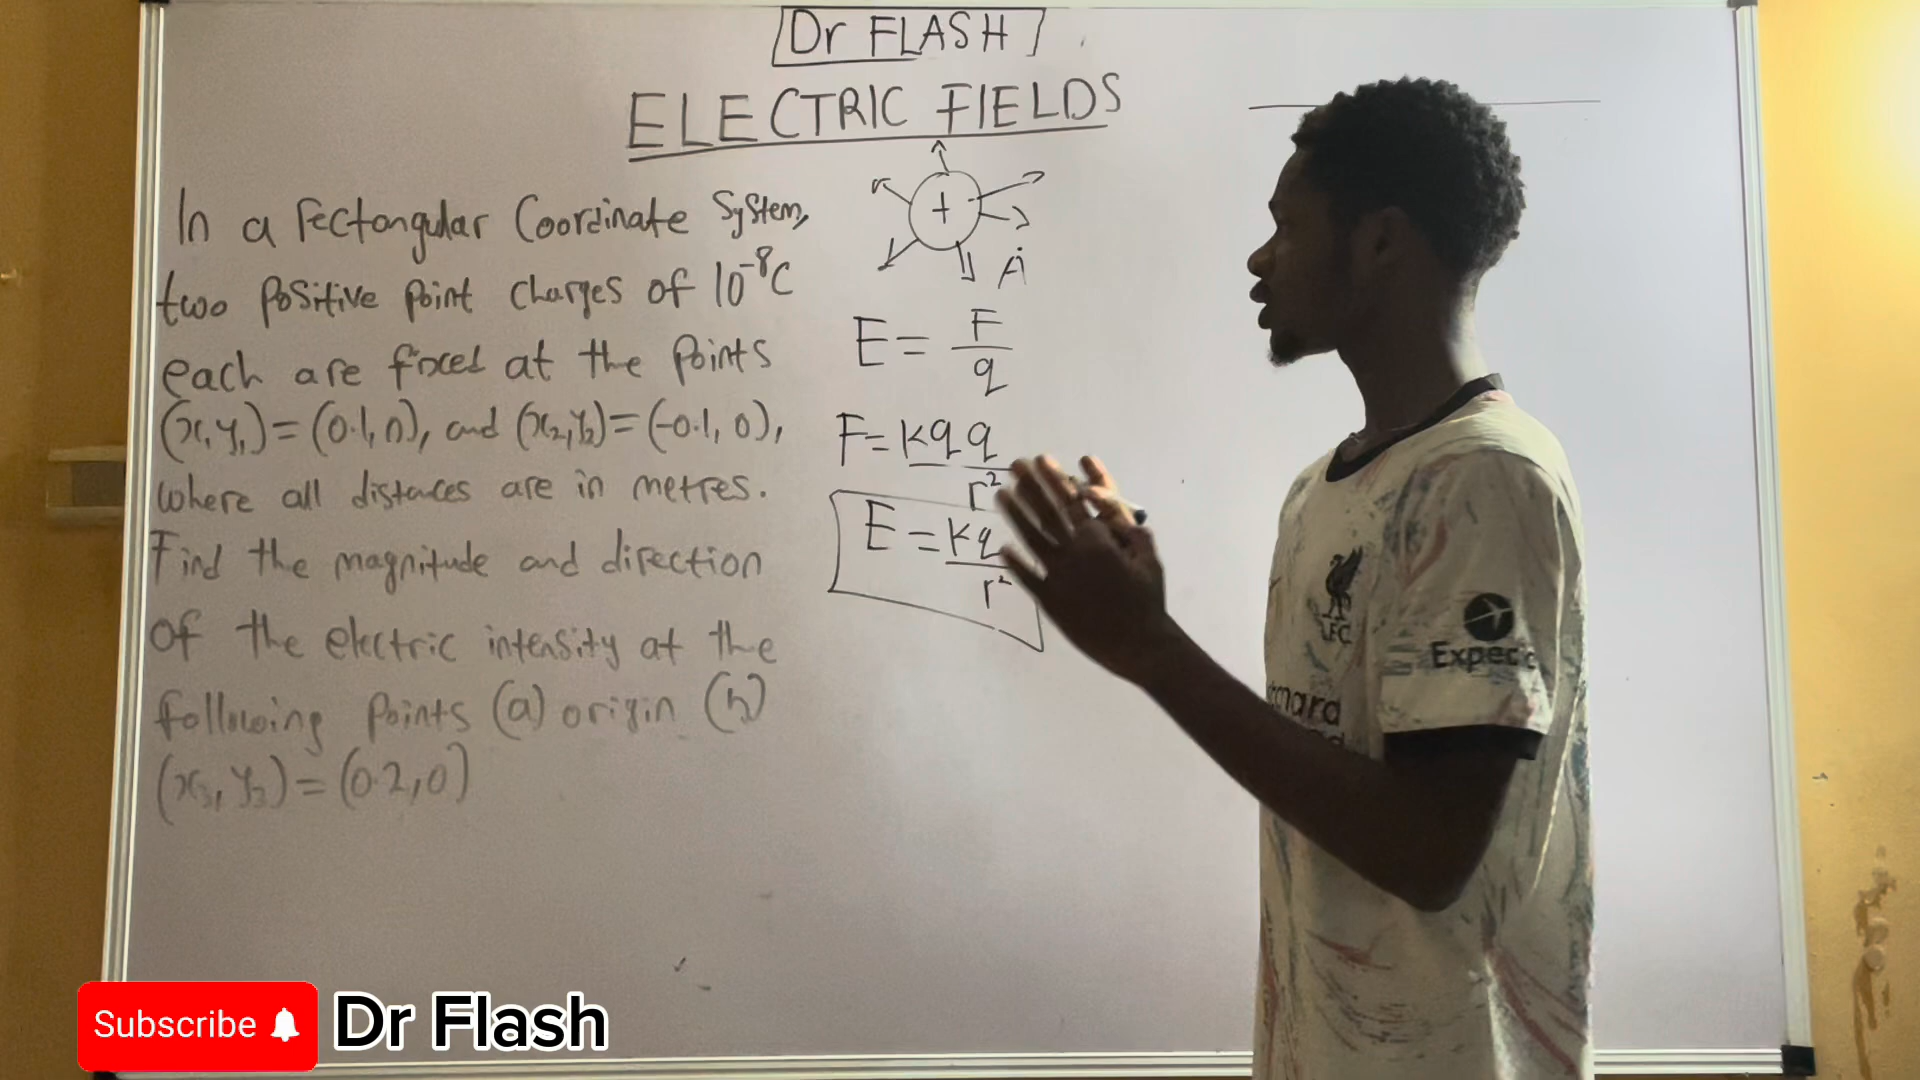 Dr FLASH
ELECTRIC FIELDS
In a rectangular Coordinate System,
two Positive Point Charges of 10⁻⁸C
each are fixed at the Points
(x₁, y₁) = (0.1, 0), and (x₂, y₂) = (-0.1, 0),
where all distances are in metres.
Find the magnitude and direction
of the electric intensity at the
following Points (a) origin (b)
(x₃, y₃) = (0.2, 0)
+
E = F/q
F = kqq/r²
E = kq/r²
LFC
Expedia
Subscribe
Dr Flash